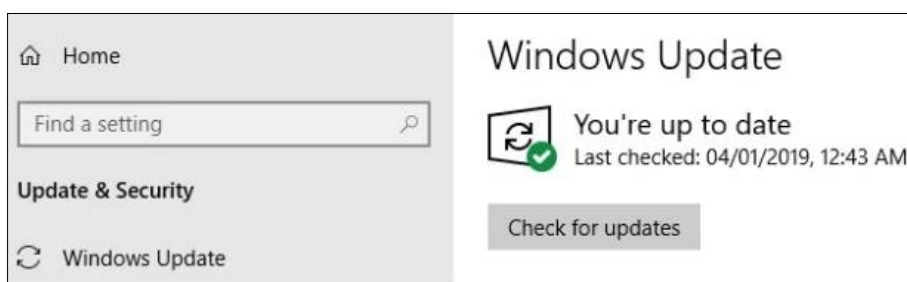 Home
Find a setting
Update & Security
Windows Update
Windows Update
You're up to date
Last checked: 04/01/2019, 12:43 AM
Check for updates